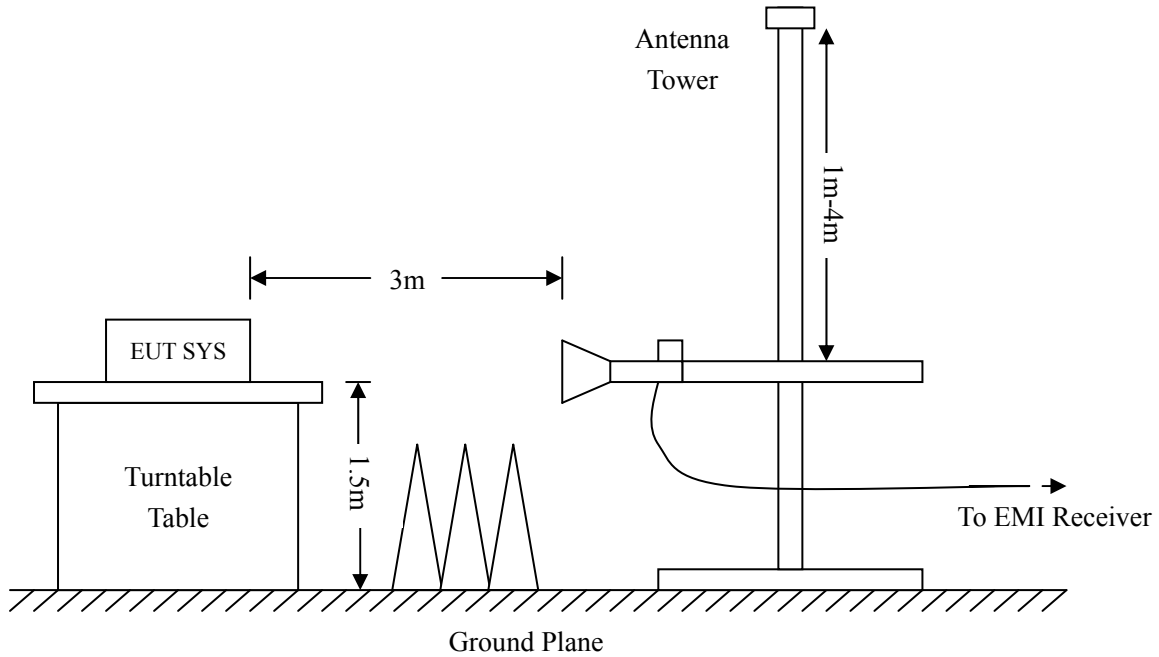 Antenna
Tower
1m-4m
3m
EUT SYS
1.5m
Turntable
Table
To EMI Receiver
Ground Plane